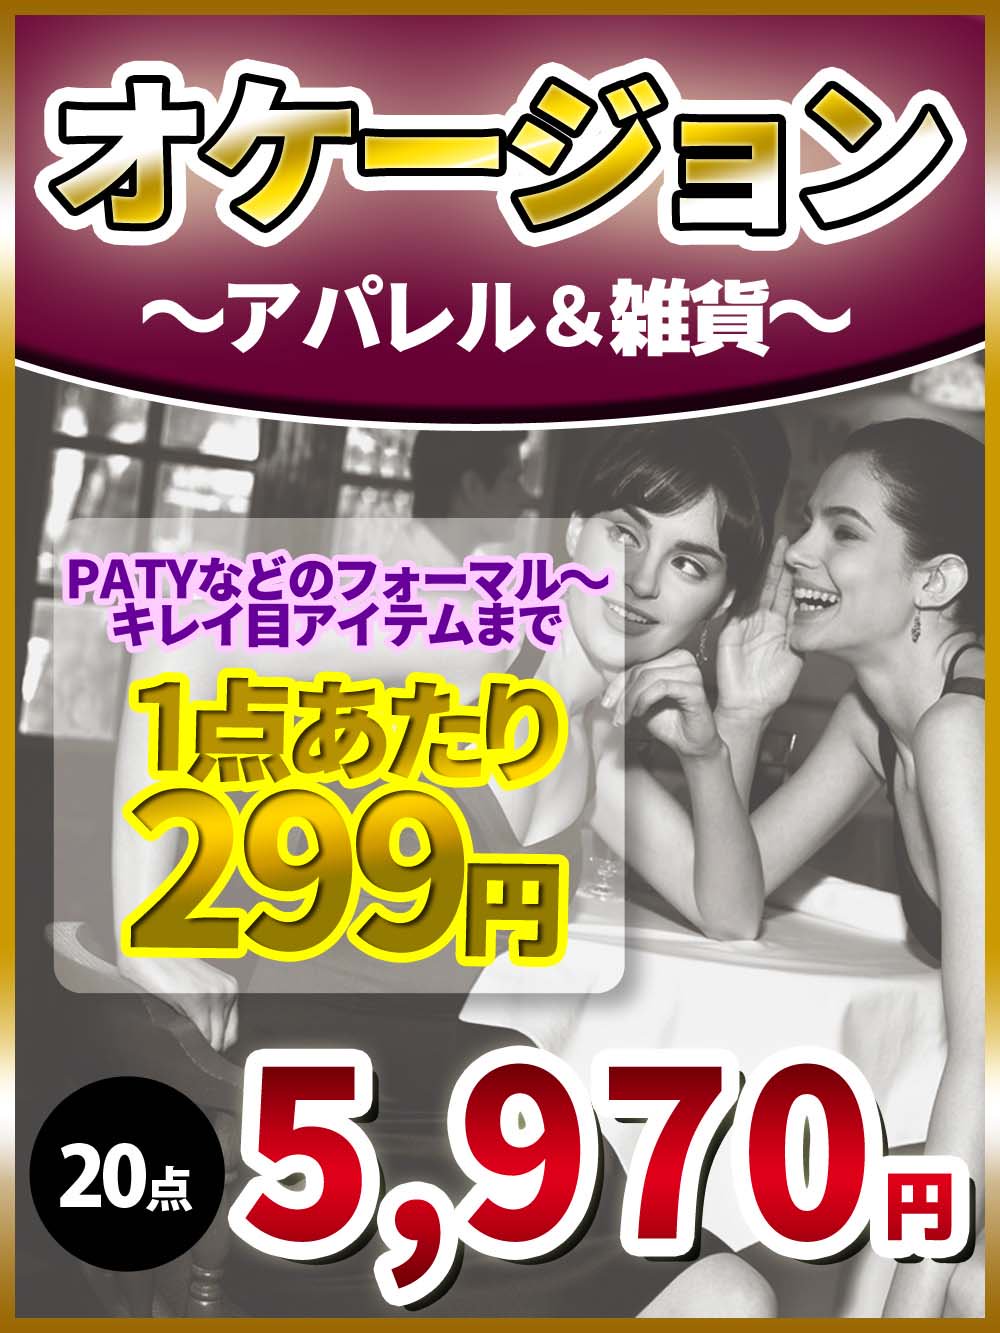 オケージョン
～アパレル＆雑貨～
PATYなどのフォーマル～
キレイ目アイテムまで
1点あたり
299円
20点
5,970円